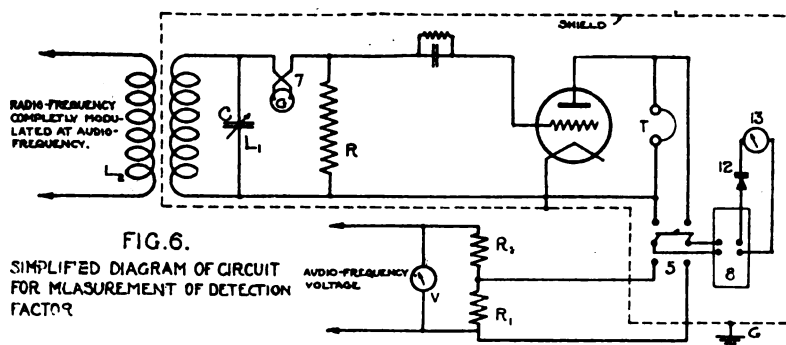 SHIELD
7
G
RADIO-FREQUENCY
COMPLETLY MODU-
LATED AT AUDIO-
FREQUENCY.
L₂
C
L₁
R
T
13
12
FIG.6.
SIMPLIFIED DIAGRAM OF CIRCUIT
FOR MEASUREMENT OF DETECTION
FACTOR
AUDIO-FREQUENCY
VOLTAGE
V
R₂
R₁
5
8
G